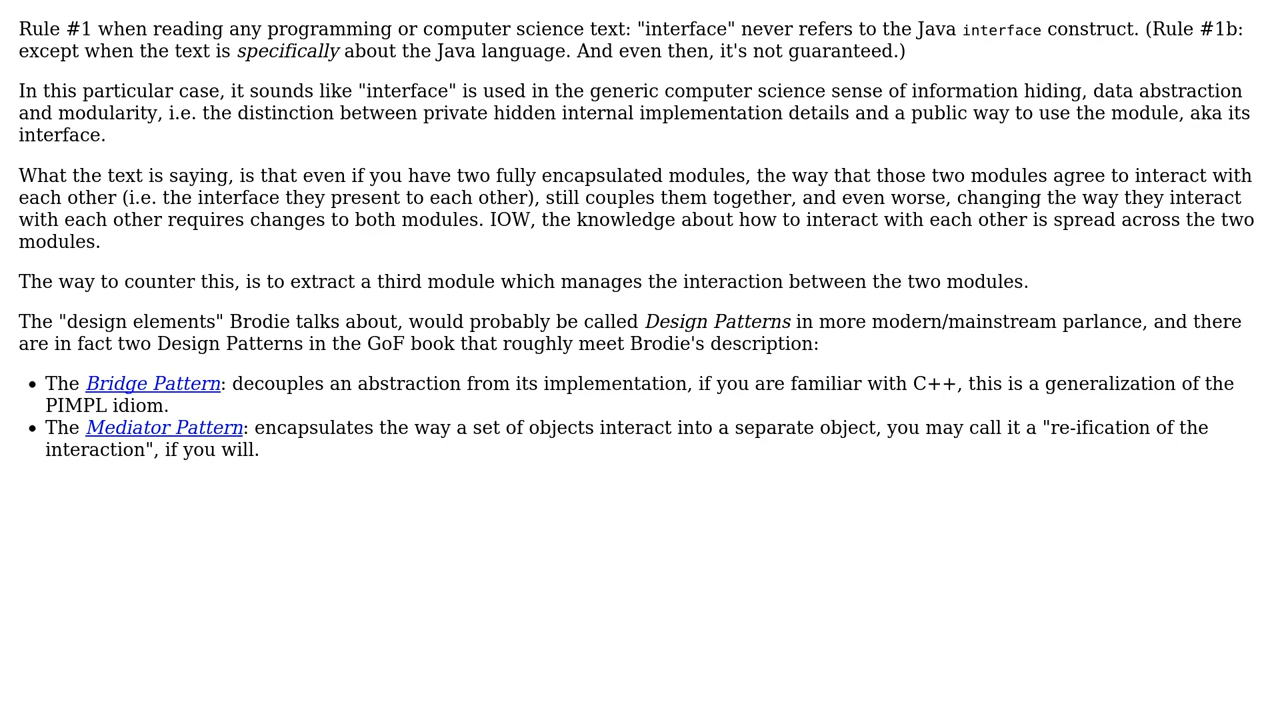 Rule #1 when reading any programming or computer science text: "interface" never refers to the Java interface construct. (Rule #1b:
except when the text is specifically about the Java language. And even then, it's not guaranteed.)
In this particular case, it sounds like "interface" is used in the generic computer science sense of information hiding, data abstraction
and modularity, i.e. the distinction between private hidden internal implementation details and a public way to use the module, aka its
interface.
What the text is saying, is that even if you have two fully encapsulated modules, the way that those two modules agree to interact with
each other (i.e. the interface they present to each other), still couples them together, and even worse, changing the way they interact
with each other requires changes to both modules. IOW, the knowledge about how to interact with each other is spread across the two
modules.
The way to counter this, is to extract a third module which manages the interaction between the two modules.
The "design elements" Brodie talks about, would probably be called Design Patterns in more modern/mainstream parlance, and there
are in fact two Design Patterns in the GoF book that roughly meet Brodie's description:
• The Bridge Pattern: decouples an abstraction from its implementation, if you are familiar with C++, this is a generalization of the
PIMPL idiom.
• The Mediator Pattern: encapsulates the way a set of objects interact into a separate object, you may call it a "re-ification of the
interaction", if you will.